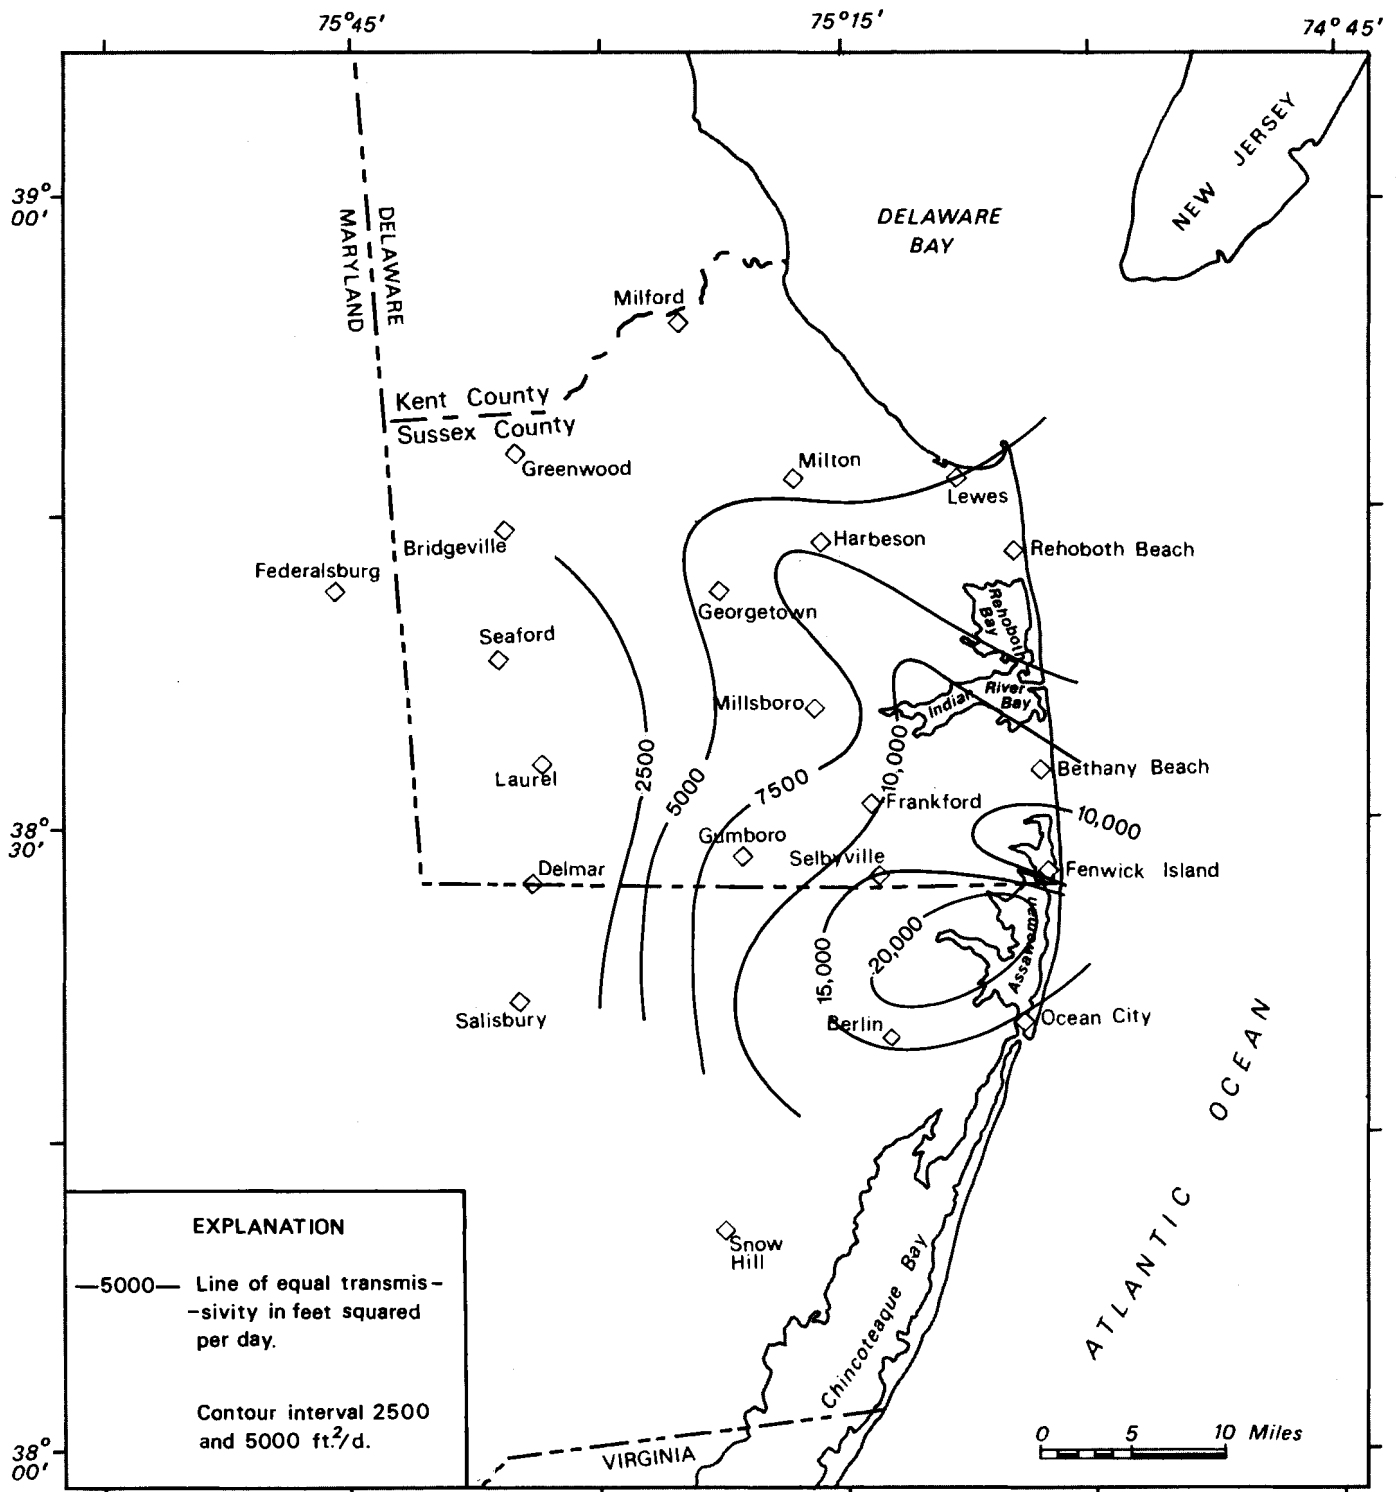 75° 45'
75° 15'
74° 45'
39°
00'
DELAWARE
MARYLAND
DELAWARE
BAY
NEW JERSEY
Milford
Kent County
Sussex County
Greenwood
Milton
Lewes
Bridgeville
Harbeson
Rehoboth Beach
Federalsburg
Georgetown
Rehoboth
Bay
Seaford
Millsboro
Indian
River
Bay
Laurel
2500
5000
7500
10,000
Bethany Beach
Frankford
10,000
38°
30'
Gumboro
Selbyville
Delmar
Fenwick Island
15,000
20,000
Assawoman
Salisbury
Berlin
Ocean City
ATLANTIC OCEAN
Snow
Hill
Chincoteaque Bay
VIRGINIA
38°
00'
EXPLANATION
—5000— Line of equal transmis-
-sivity in feet squared
per day.
Contour interval 2500
and 5000 ft.²/d.
0 5 10 Miles